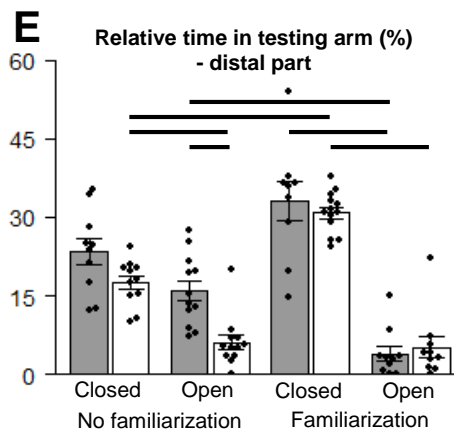 E
Relative time in testing arm (%)
- distal part
60
45
30
15
0
Closed Open Closed Open
No familiarization Familiarization